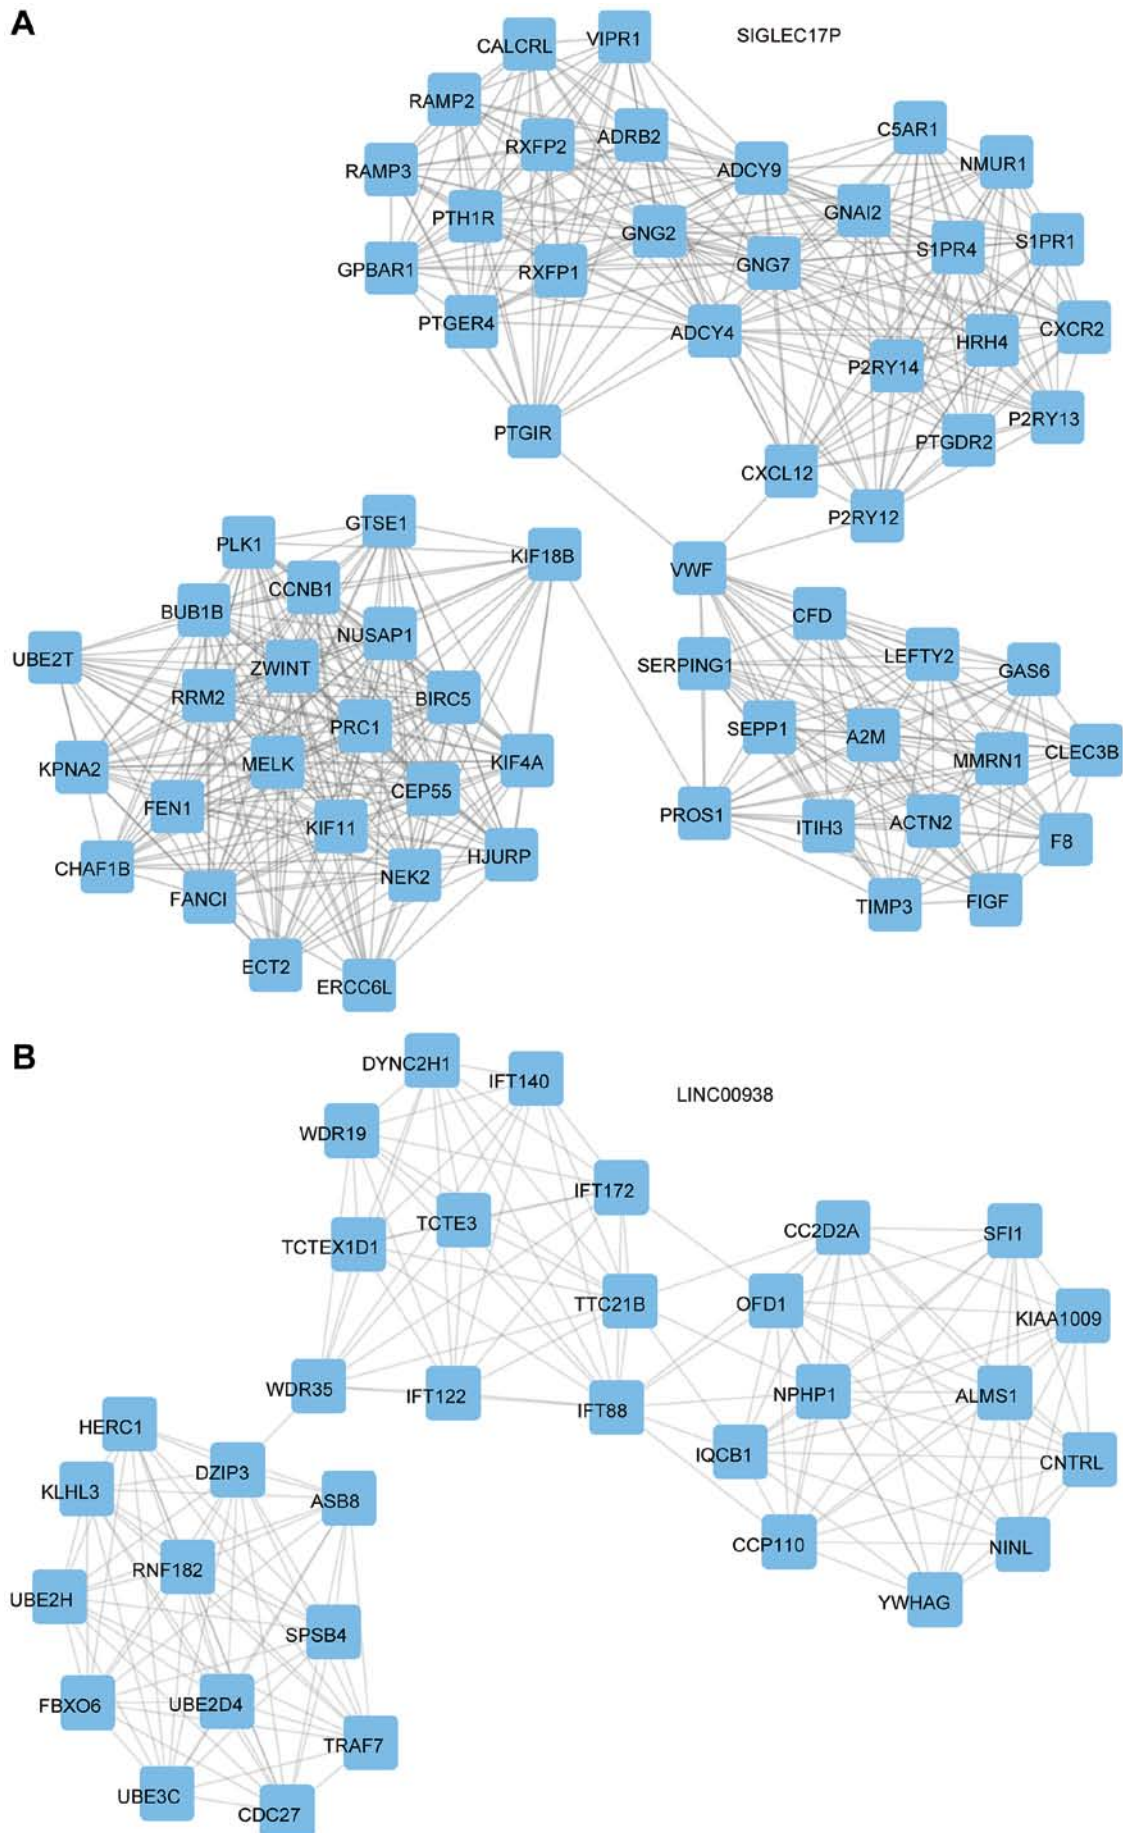 A
SIGLEC17P
CALCRL
VIPR1
RAMP2
RXFP2
ADRB2
C5AR1
RAMP3
ADCY9
NMUR1
PTH1R
GNG2
GNAI2
S1PR4
S1PR1
GPBAR1
RXFP1
GNG7
PTGER4
ADCY4
HRH4
CXCR2
P2RY14
PTGIR
P2RY13
PTGDR2
CXCL12
P2RY12
GTSE1
PLK1
KIF18B
VWF
CCNB1
BUB1B
NUSAP1
CFD
UBE2T
ZWINT
SERPING1
LEFTY2
GAS6
RRM2
BIRC5
PRC1
SEPP1
A2M
CLEC3B
KPNA2
MELK
KIF4A
MMRN1
FEN1
CEP55
PROS1
ITIH3
ACTN2
F8
KIF11
CHAF1B
HJURP
FANCI
NEK2
TIMP3
FIGF
ECT2
ERCC6L
B
DYNC2H1
IFT140
LINC00938
WDR19
IFT172
TCTE3
TCTEX1D1
CC2D2A
SFI1
TTC21B
OFD1
KIAA1009
WDR35
IFT122
IFT88
NPHP1
ALMS1
HERC1
IQCB1
CNTRL
DZIP3
KLHL3
ASB8
CCP110
NINL
RNF182
UBE2H
YWHAG
SPSB4
FBXO6
UBE2D4
TRAF7
UBE3C
CDC27